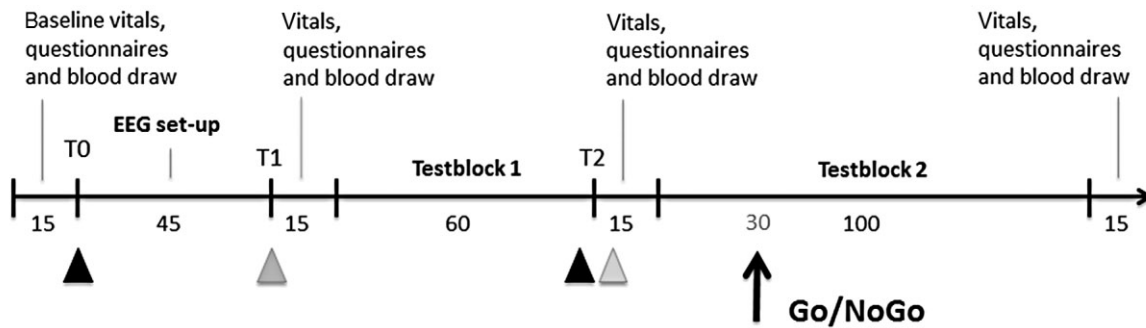 Baseline vitals,
questionnaires
and blood draw
Vitals,
questionnaires
and blood draw
Vitals,
questionnaires
and blood draw
Vitals,
questionnaires
and blood draw
EEG set-up
T0
T1
Testblock 1
T2
Testblock 2
15
45
15
60
15
30
100
15
Go/NoGo